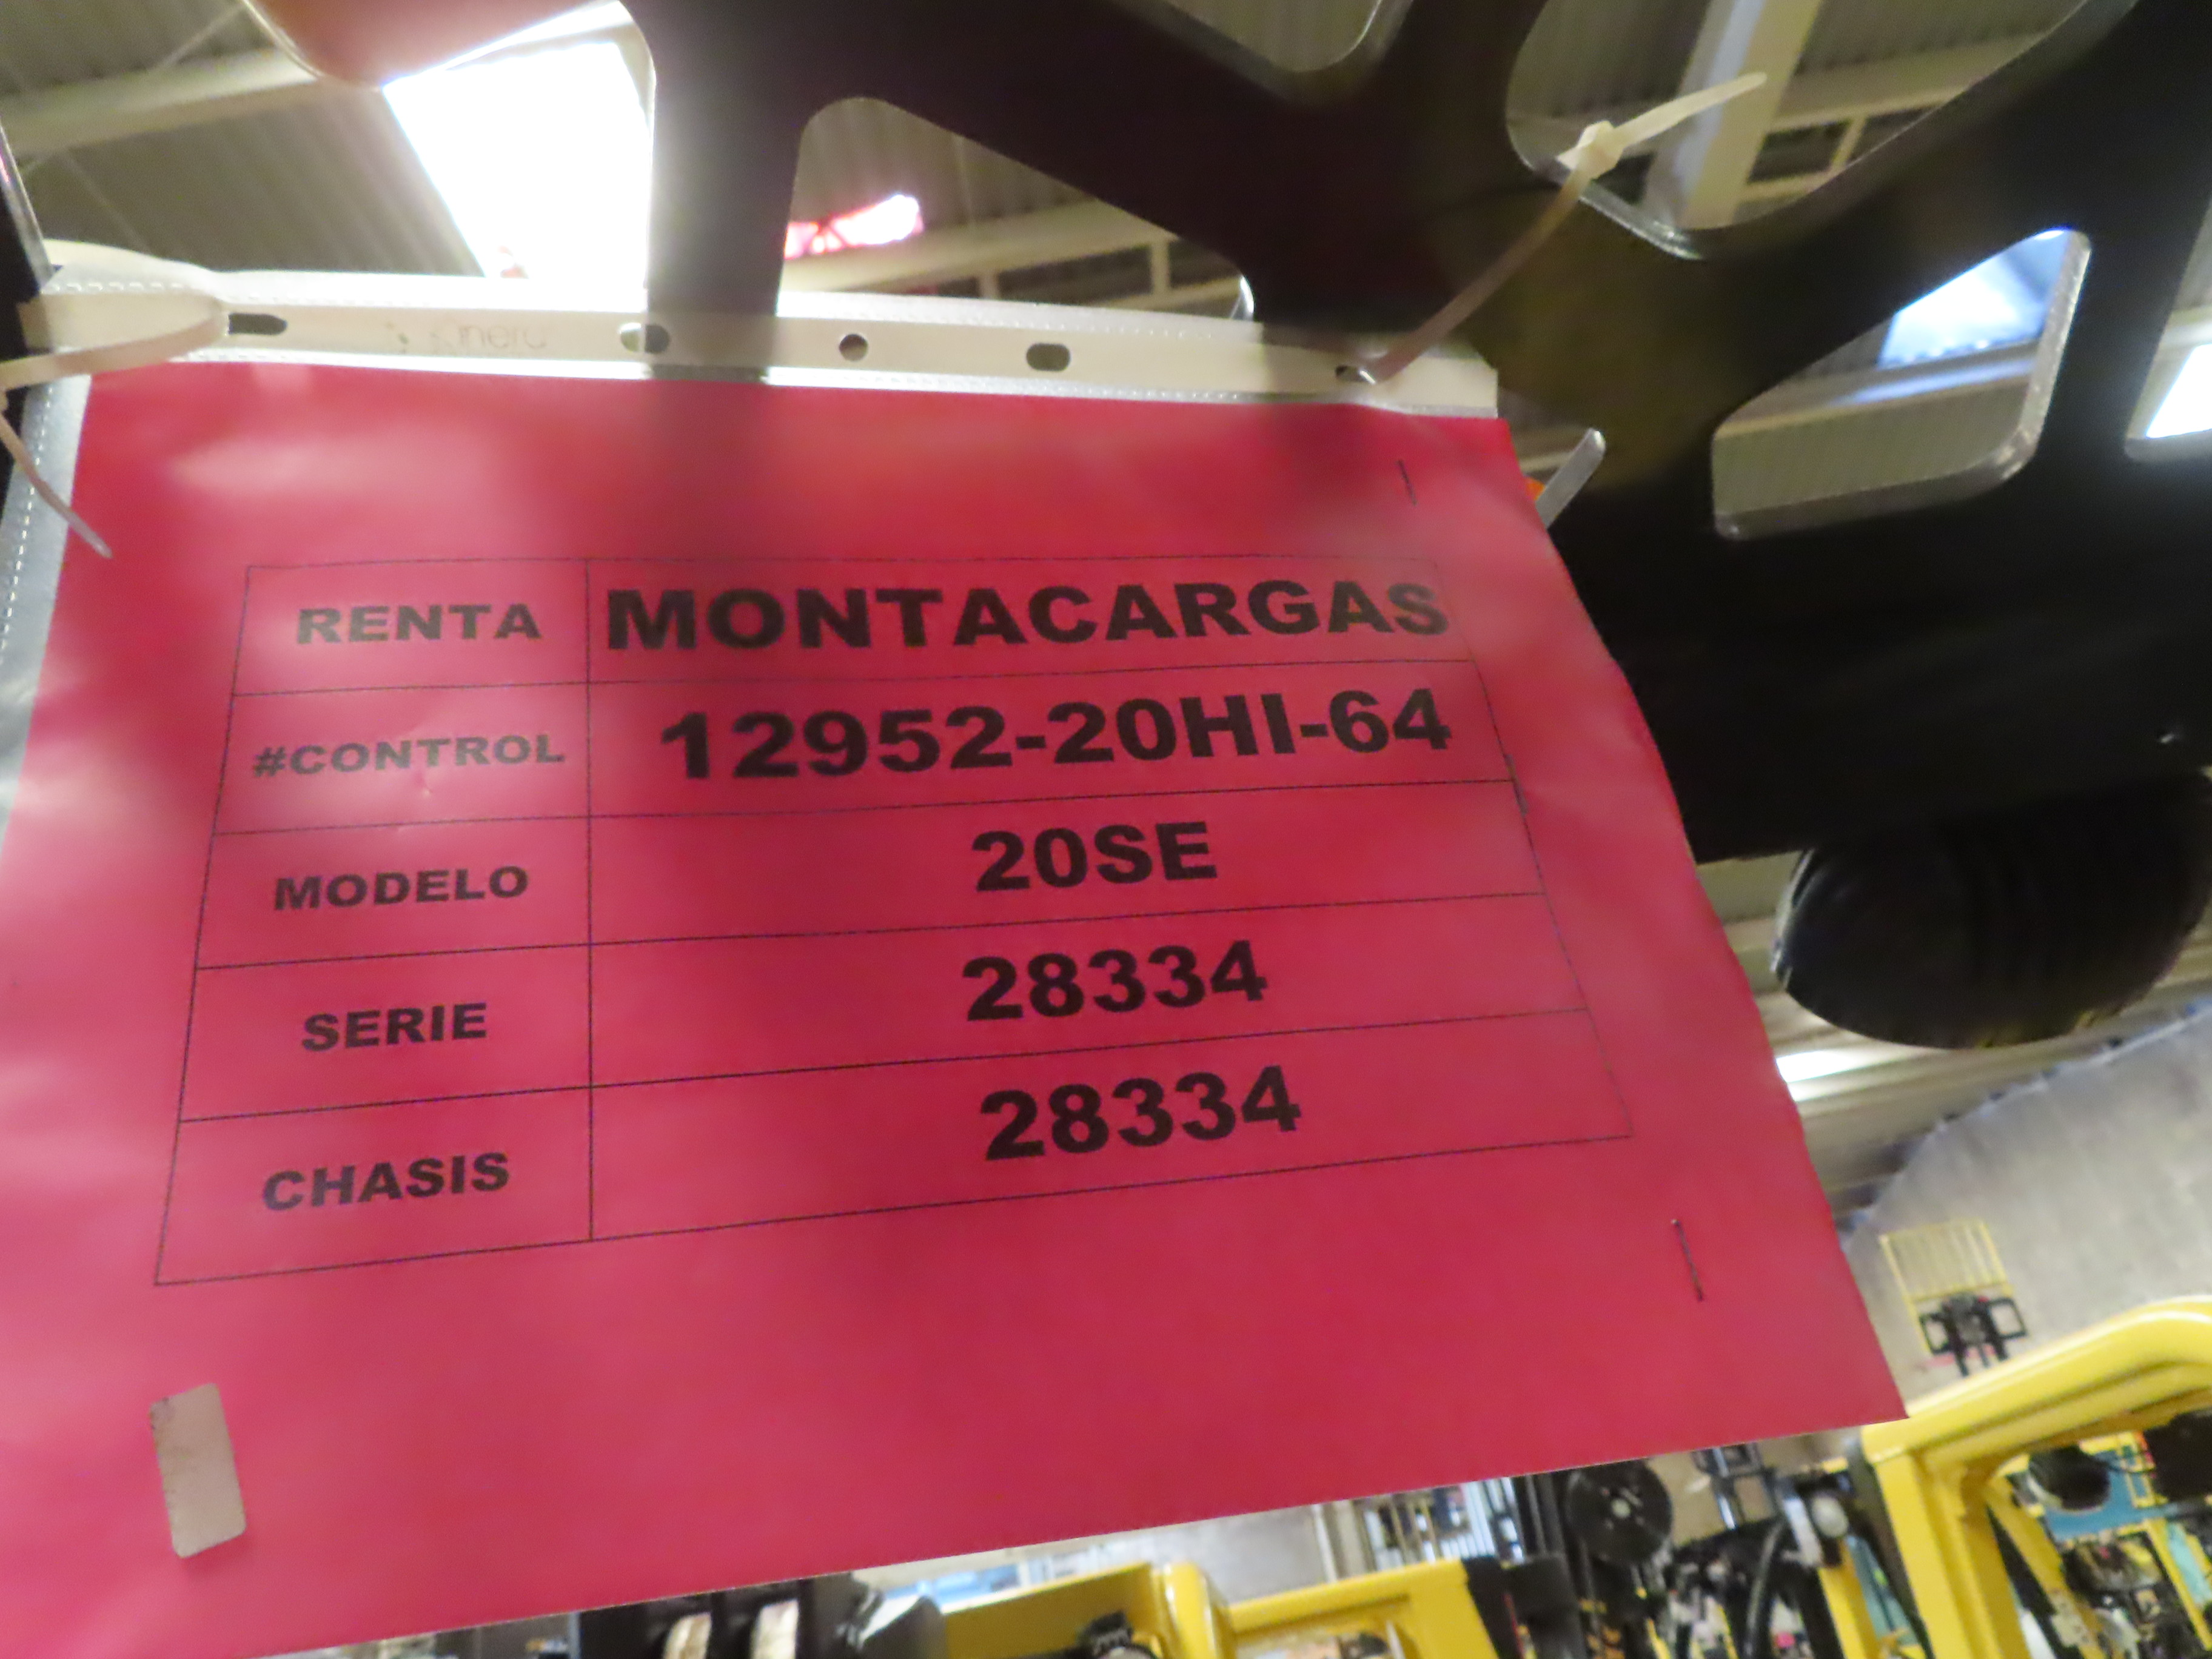 RENTA MONTACARGAS
#CONTROL 12952-20HI-64
MODELO 20SE
SERIE 28334
CHASIS 28334